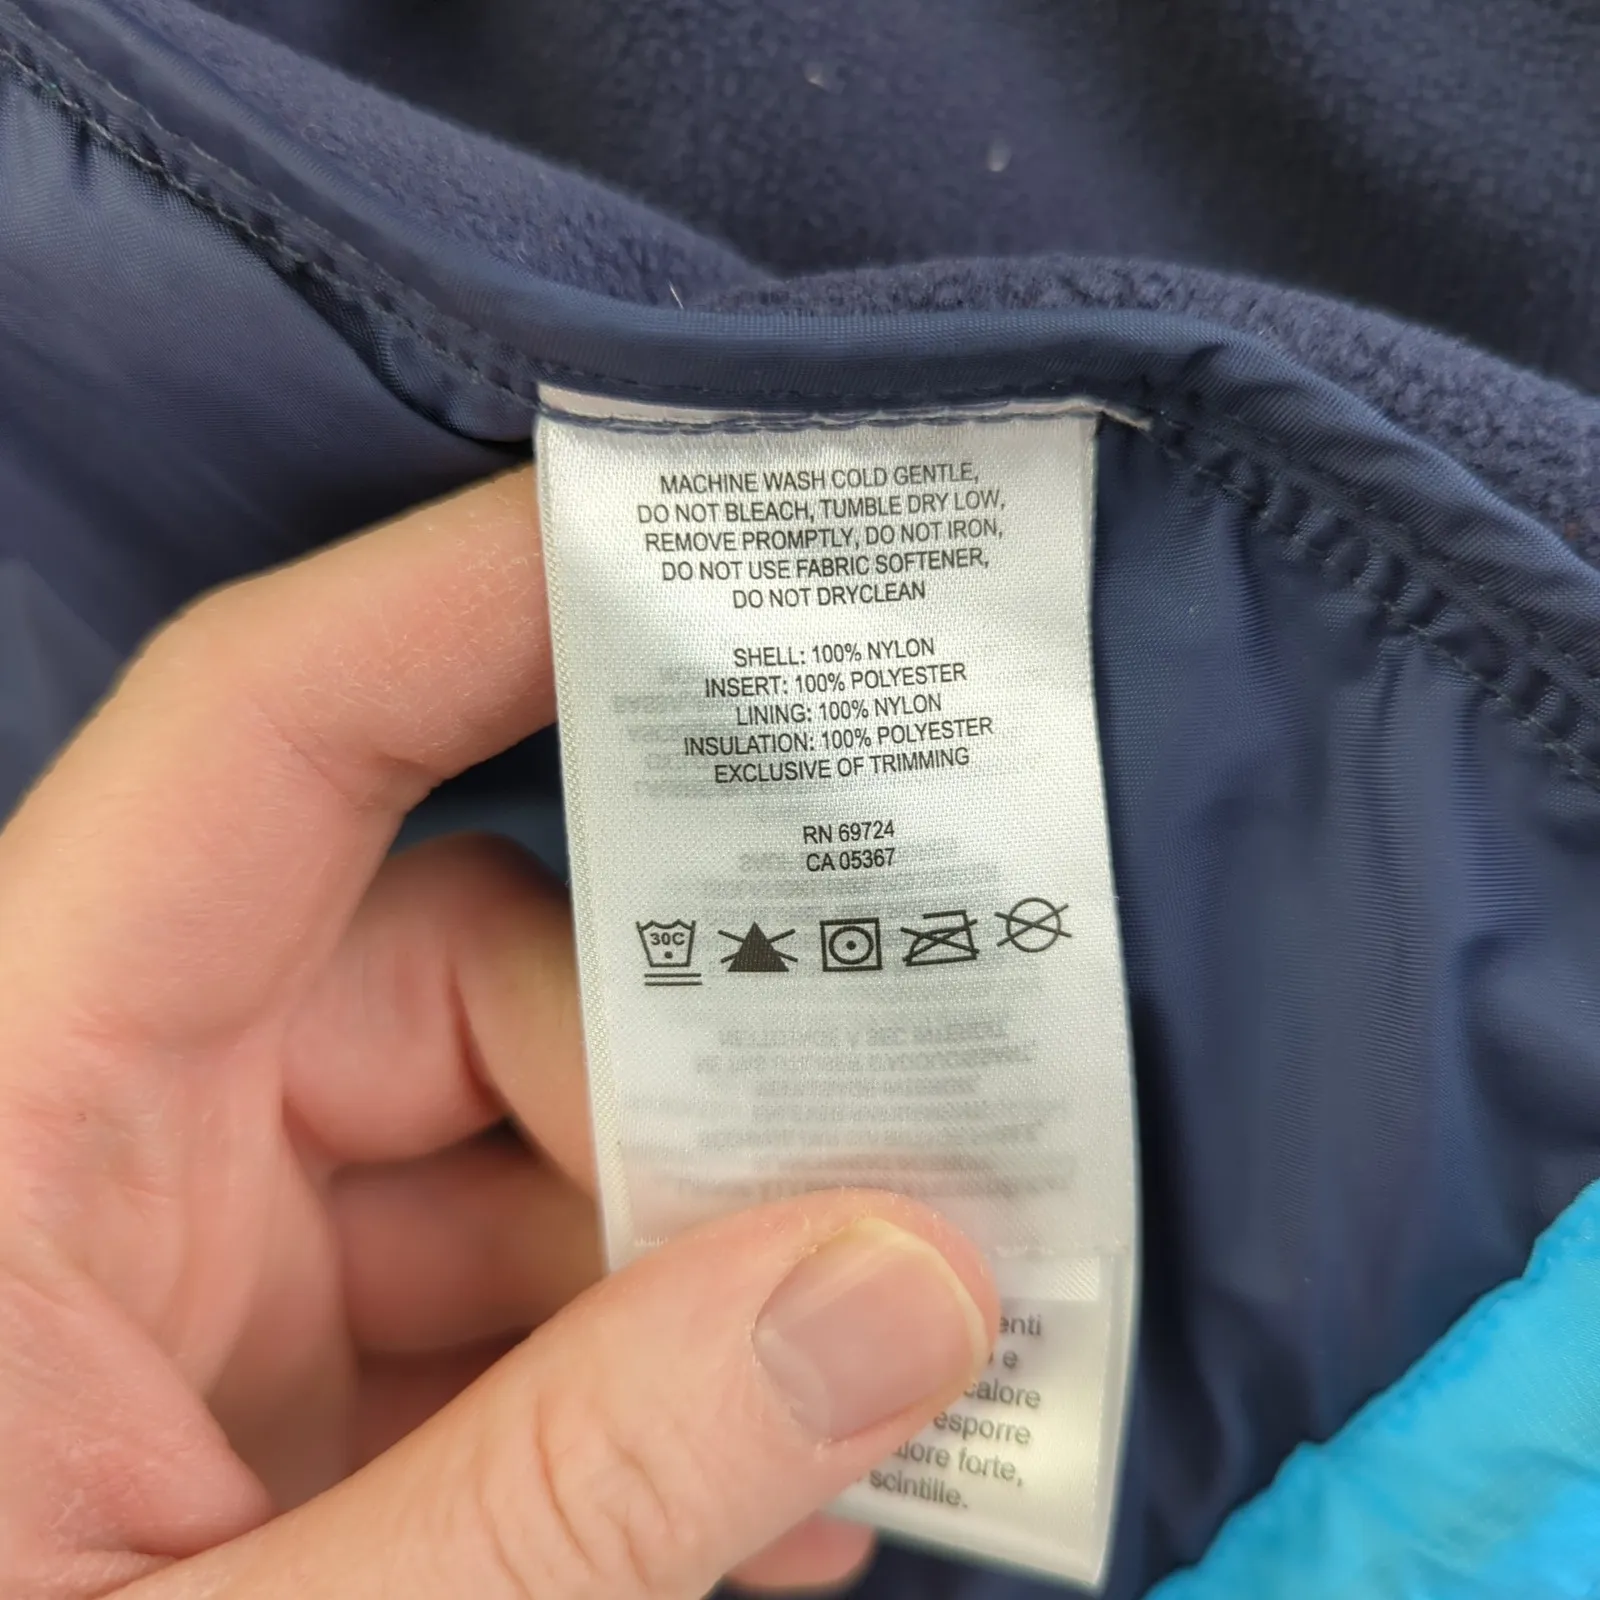 MACHINE WASH COLD GENTLE,
DO NOT BLEACH, TUMBLE DRY LOW,
REMOVE PROMPTLY, DO NOT IRON,
DO NOT USE FABRIC SOFTENER,
DO NOT DRYCLEAN
SHELL: 100% NYLON
INSERT: 100% POLYESTER
LINING: 100% NYLON
INSULATION: 100% POLYESTER
EXCLUSIVE OF TRIMMING
RN 69724
CA 05367
30C
e
calore
esporre
forte,
scintille.